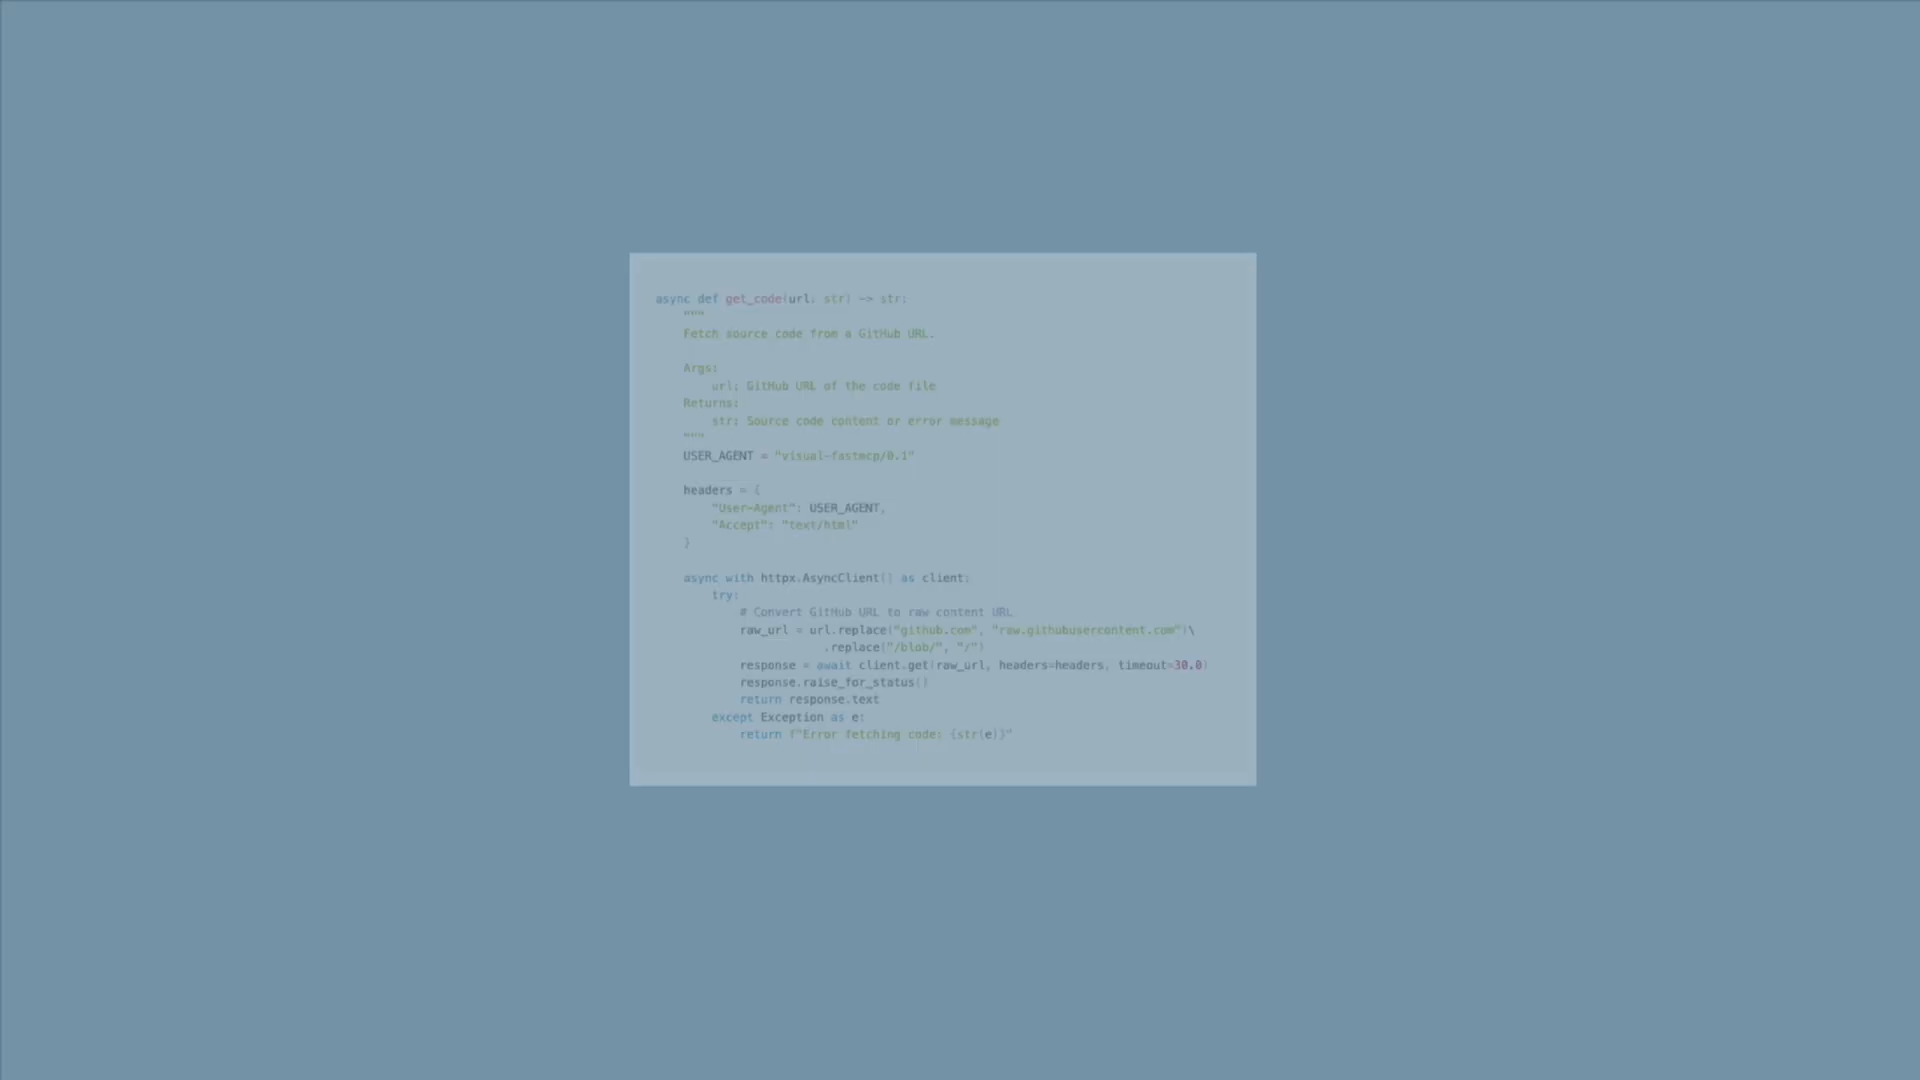 async def get_code(url: str) -> str:
    """
    Fetch source code from a GitHub URL.

    Args:
        url: GitHub URL of the code file
    Returns:
        str: Source code content or error message
    """
    USER_AGENT = "visual-fastmcp/0.1"

    headers = {
        "User-Agent": USER_AGENT,
        "Accept": "text/html"
    }

    async with httpx.AsyncClient() as client:
        try:
            # Convert GitHub URL to raw content URL
            raw_url = url.replace("github.com", "raw.githubusercontent.com")\
                        .replace("/blob/", "/")
            response = await client.get(raw_url, headers=headers, timeout=30.0)
            response.raise_for_status()
            return response.text
        except Exception as e:
            return f"Error fetching code: {str(e)}"